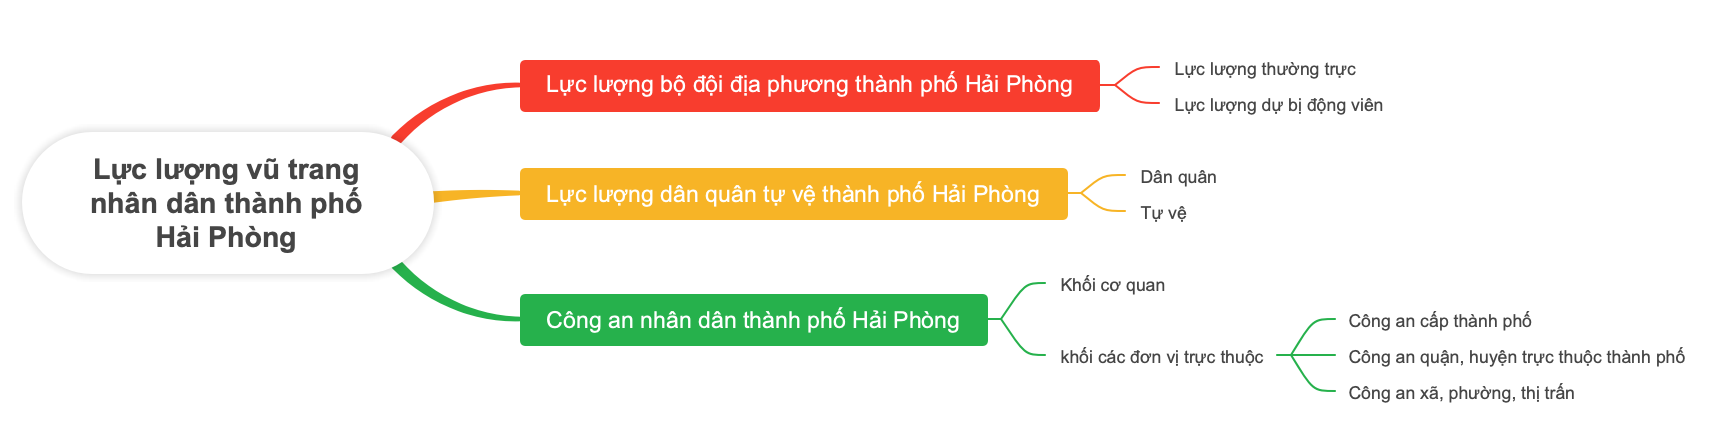 Lực lượng vũ trang
nhân dân thành phố
Hải Phòng
Lực lượng bộ đội địa phương thành phố Hải Phòng
Lực lượng thường trực
Lực lượng dự bị động viên
Lực lượng dân quân tự vệ thành phố Hải Phòng
Dân quân
Tự vệ
Công an nhân dân thành phố Hải Phòng
Khối cơ quan
khối các đơn vị trực thuộc
Công an cấp thành phố
Công an quận, huyện trực thuộc thành phố
Công an xã, phường, thị trấn